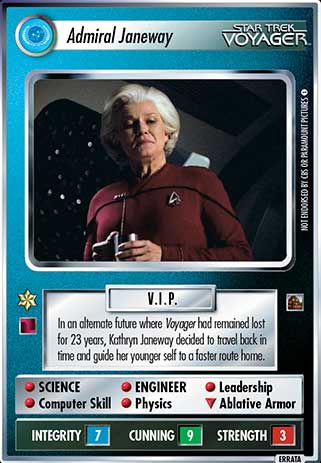 Admiral Janeway
STAR TREK
VOYAGER
NOT ENDORSED BY CBS OR PARAMOUNT PICTURES
V.I.P.
In an alternate future where Voyager had remained lost
for 23 years, Kathryn Janeway decided to travel back in
time and guide her younger self to a faster route home.
SCIENCE ENGINEER Leadership
Computer Skill Physics Ablative Armor
INTEGRITY 7 CUNNING 9 STRENGTH 3
ERRATA